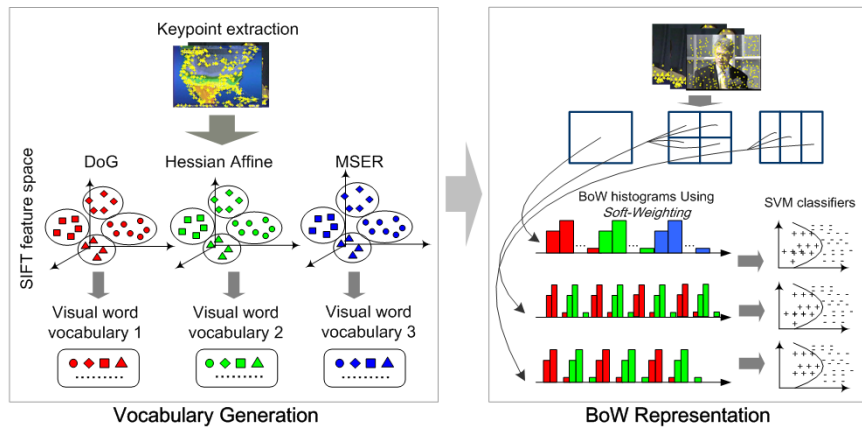 Keypoint extraction
SIFT feature space
DoG
Hessian Affine
MSER
Visual word
vocabulary 1
Visual word
vocabulary 2
Visual word
vocabulary 3
Vocabulary Generation
BoW histograms Using
Soft-Weighting
SVM classifiers
BoW Representation